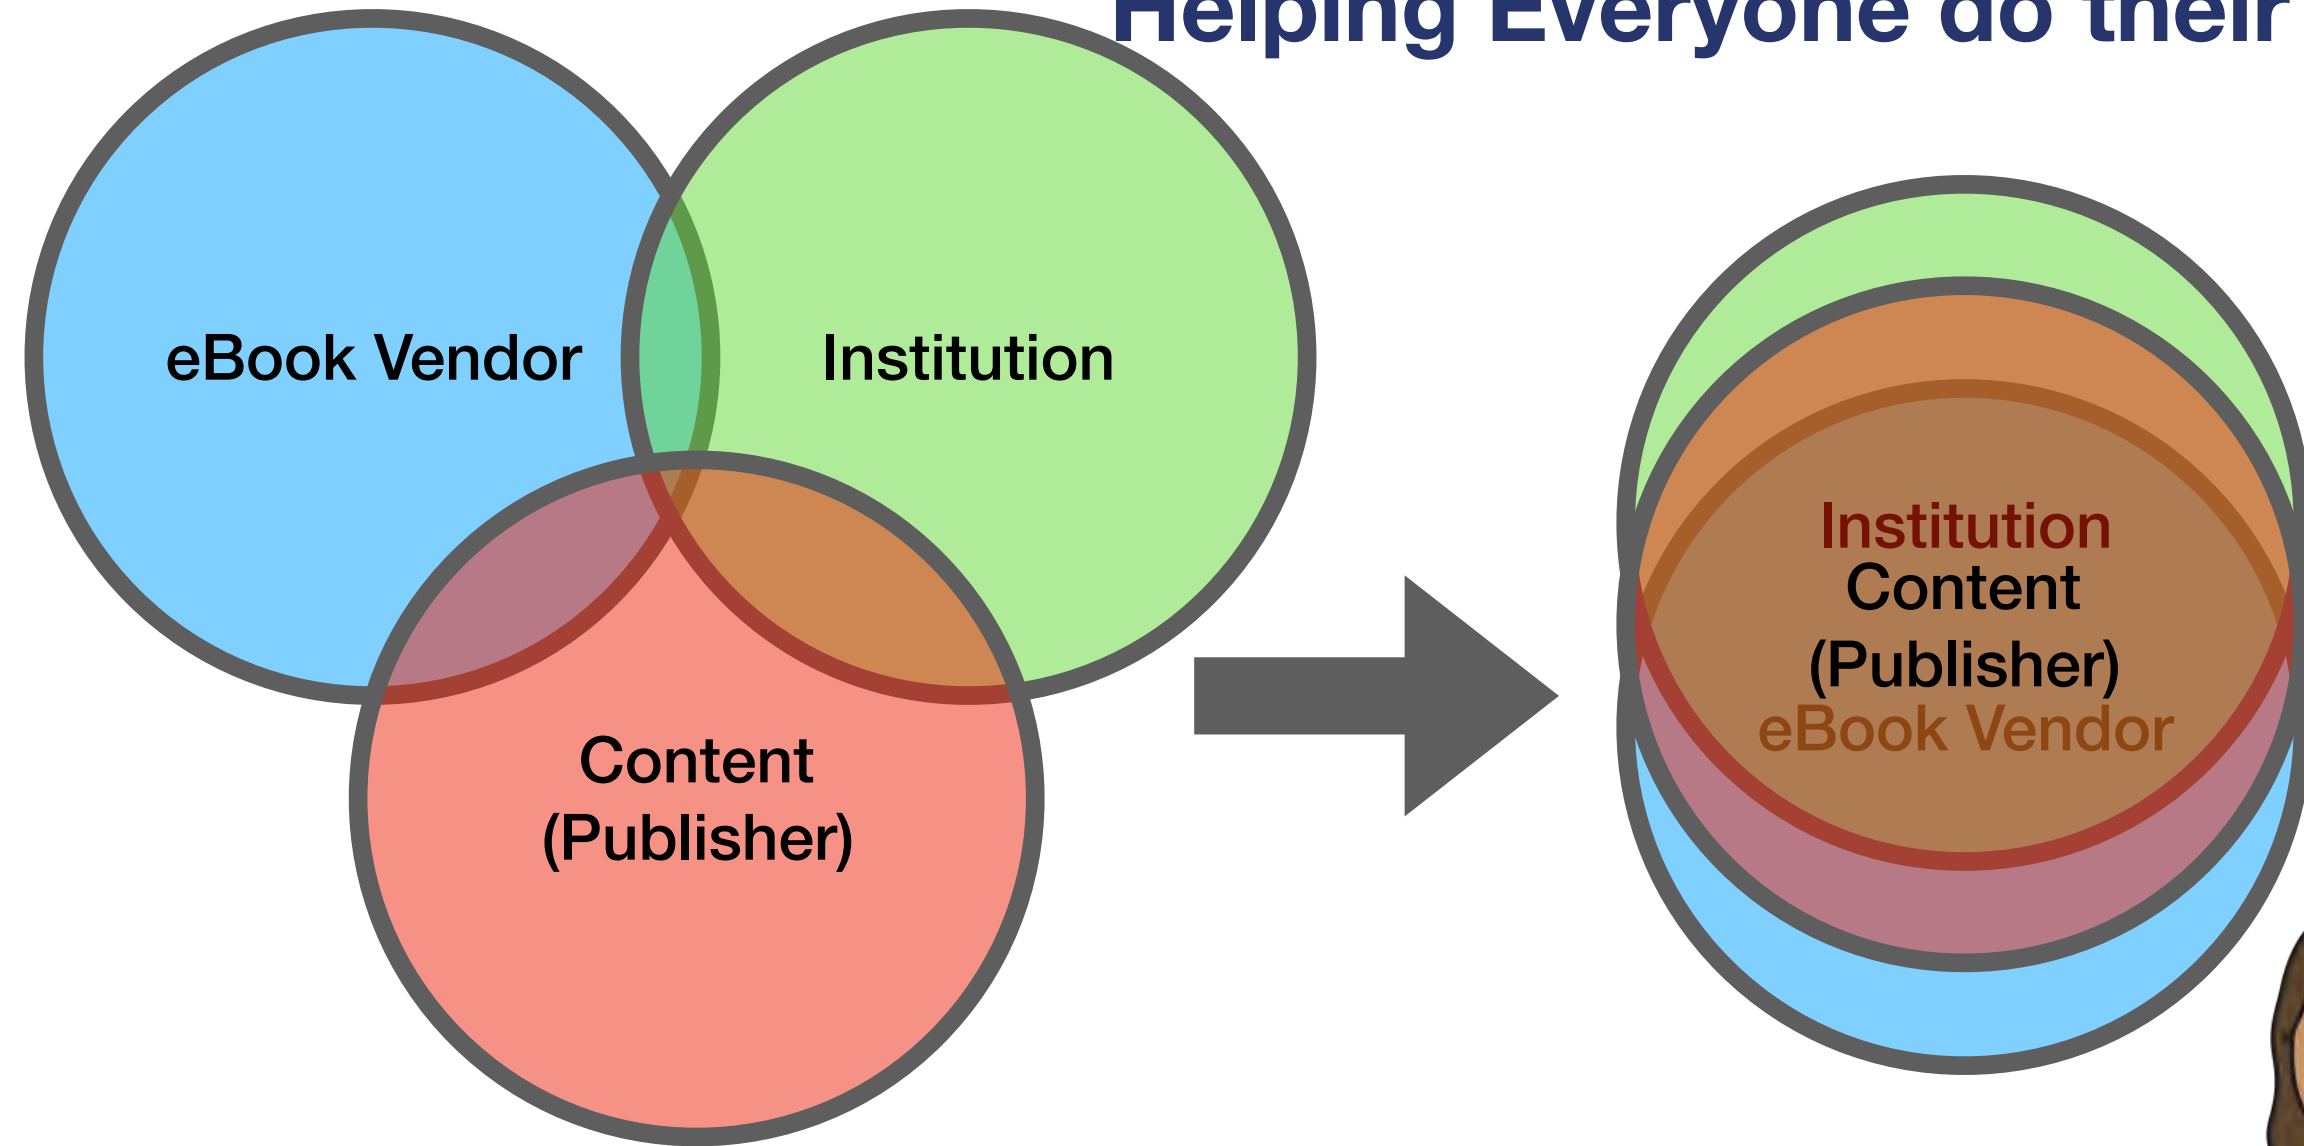 Helping Everyone do their
eBook Vendor
Institution
Content
(Publisher)
Institution
Content
(Publisher)
eBook Vendor